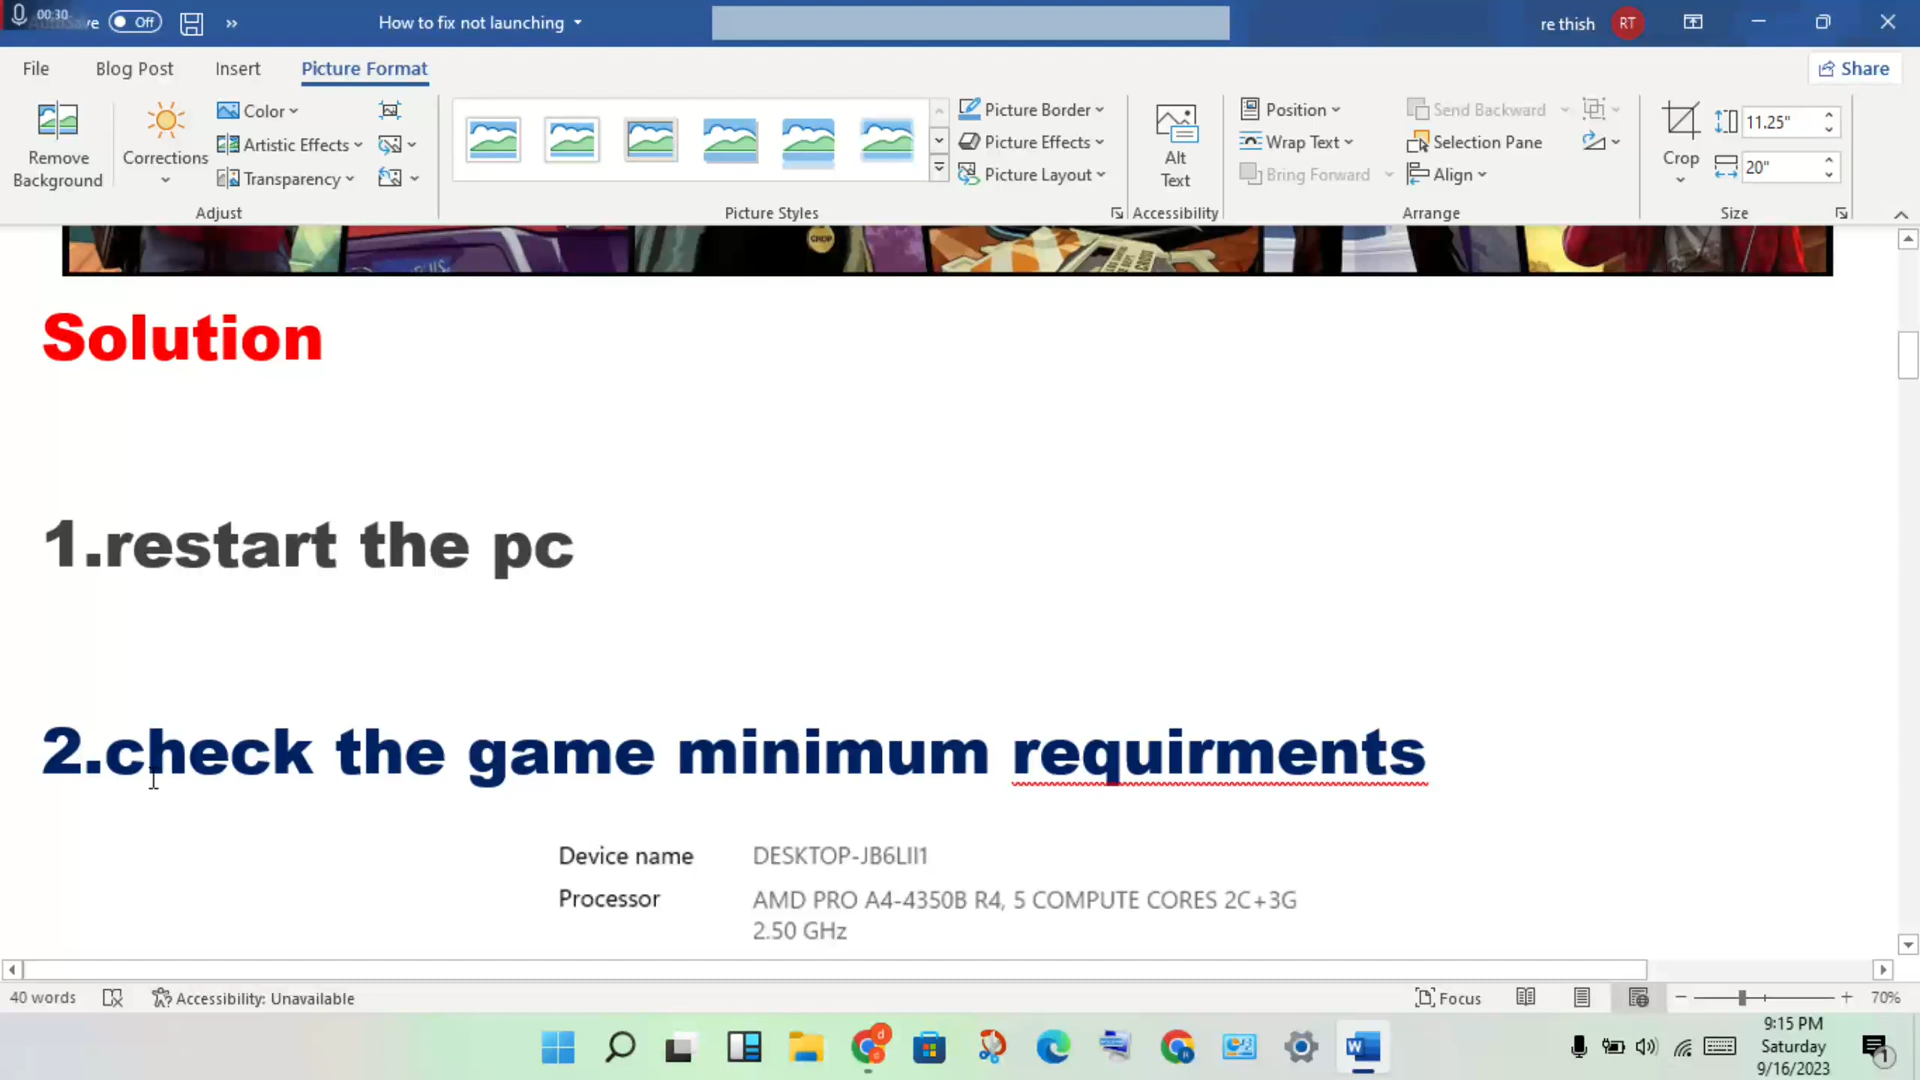 00:30
Off
How to fix not launching
re thish
RT
File
Blog Post
Insert
Picture Format
Share
Remove Background
Corrections
Color
Artistic Effects
Transparency
Picture Border
Picture Effects
Picture Layout
Alt Text
Position
Wrap Text
Bring Forward
Send Backward
Selection Pane
Align
Crop
11.25"
20"
Adjust
Picture Styles
Accessibility
Arrange
Size
Solution
1.restart the pc
2.check the game minimum requirments
Device name DESKTOP-JB6LII1
Processor AMD PRO A4-4350B R4, 5 COMPUTE CORES 2C+3G
2.50 GHz
40 words
Accessibility: Unavailable
Focus
70%
9:15 PM
Saturday
9/16/2023
1